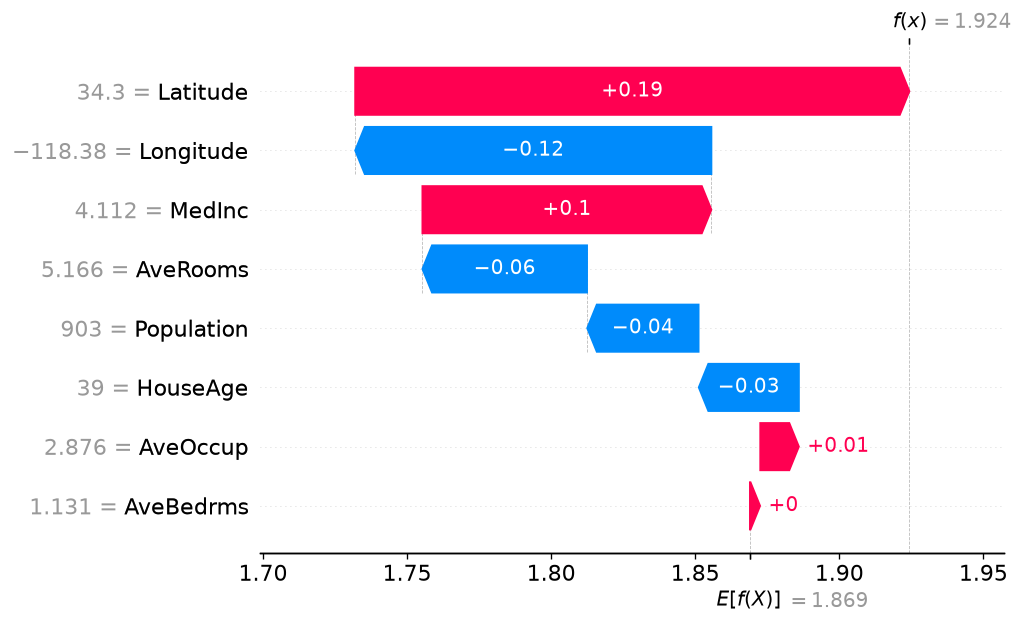 f(x) = 1.924
34.3 = Latitude
+0.19
−118.38 = Longitude
−0.12
4.112 = MedInc
+0.1
5.166 = AveRooms
−0.06
903 = Population
−0.04
39 = HouseAge
−0.03
2.876 = AveOccup
+0.01
1.131 = AveBedrms
+0
1.70 1.75 1.80 1.85 1.90 1.95
E[f(X)] = 1.869